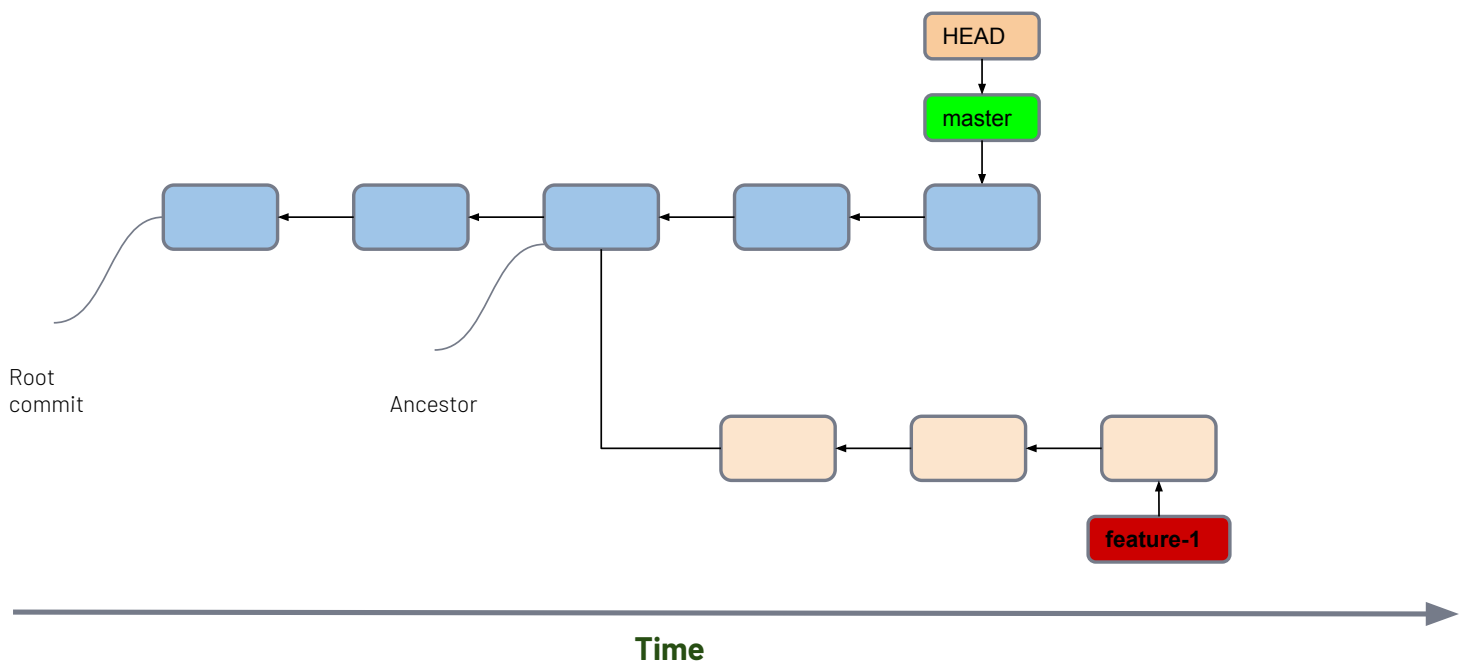 HEAD
master
Root
commit
Ancestor
feature-1
Time